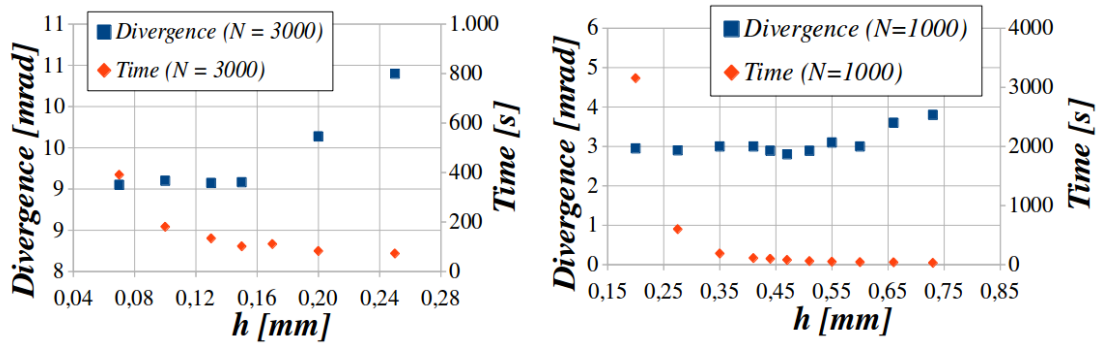 Divergence (N = 3000)
Time (N = 3000)
Divergence [mrad]
11
11
10
10
9
9
8
1.000
800
600
400
200
0
Time [s]
0,04 0,08 0,12 0,16 0,20 0,24 0,28
h [mm]
Divergence (N=1000)
Time (N=1000)
Divergence [mrad]
6
5
4
3
2
1
0
4000
3000
2000
1000
0
Time [s]
0,15 0,25 0,35 0,45 0,55 0,65 0,75 0,85
h [mm]